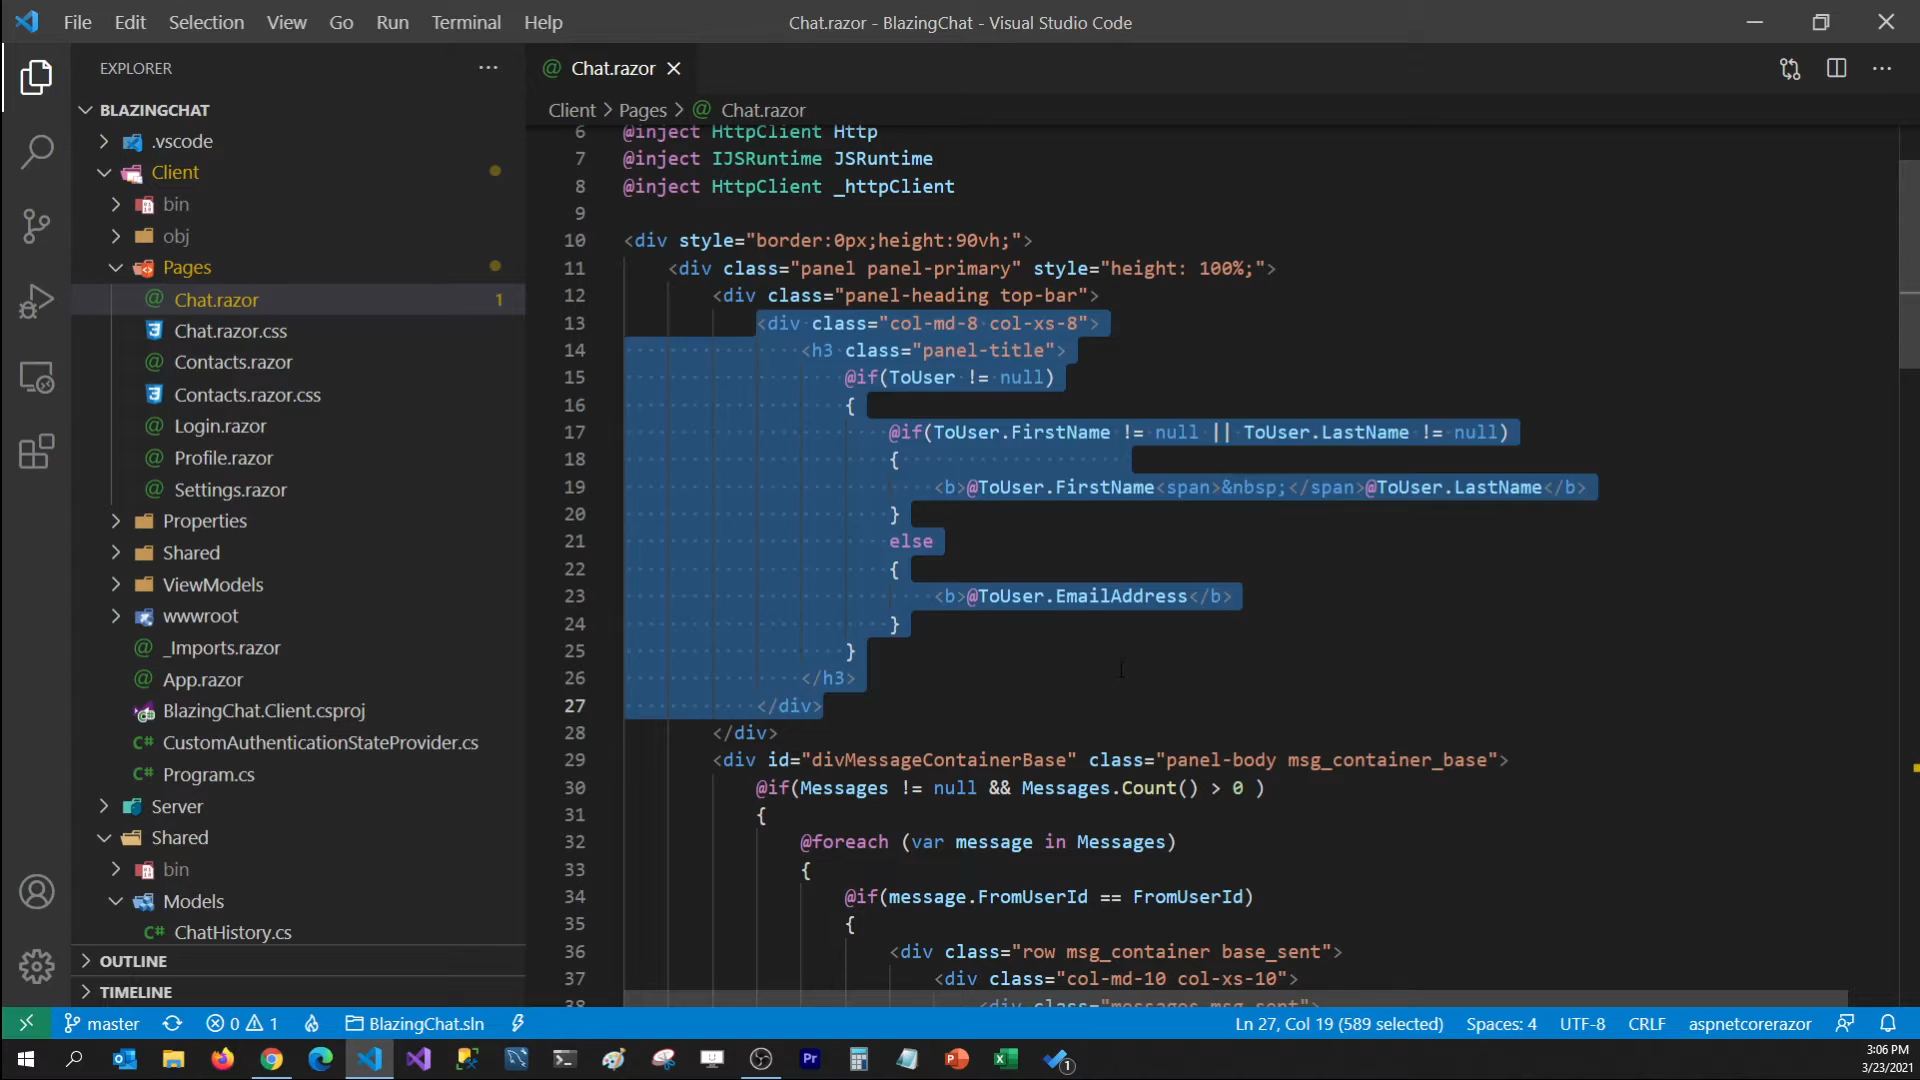 File Edit Selection View Go Run Terminal Help
Chat.razor - BlazingChat - Visual Studio Code
EXPLORER
BLAZINGCHAT
.vscode
Client
bin
obj
Pages
Chat.razor 1
Chat.razor.css
Contacts.razor
Contacts.razor.css
Login.razor
Profile.razor
Settings.razor
Properties
Shared
ViewModels
wwwroot
_Imports.razor
App.razor
BlazingChat.Client.csproj
CustomAuthenticationStateProvider.cs
Program.cs
Server
Shared
bin
Models
ChatHistory.cs
OUTLINE
TIMELINE
Chat.razor
Client > Pages > Chat.razor
6 @inject HttpClient Http
7 @inject IJSRuntime JSRuntime
8 @inject HttpClient _httpClient
9
10 <div style="border:0px;height:90vh;">
11 <div class="panel panel-primary" style="height: 100%;">
12 <div class="panel-heading top-bar">
13 <div class="col-md-8 col-xs-8">
14 <h3 class="panel-title">
15 @if(ToUser != null)
16 {
17 @if(ToUser.FirstName != null || ToUser.LastName != null)
18 {
19 <b>@ToUser.FirstName<span>&nbsp;</span>@ToUser.LastName</b>
20 }
21 else
22 {
23 <b>@ToUser.EmailAddress</b>
24 }
25 }
26 </h3>
27 </div>
28 </div>
29 <div id="divMessageContainerBase" class="panel-body msg_container_base">
30 @if(Messages != null && Messages.Count() > 0 )
31 {
32 @foreach (var message in Messages)
33 {
34 @if(message.FromUserId == FromUserId)
35 {
36 <div class="row msg_container base_sent">
37 <div class="col-md-10 col-xs-10">
38 <div class="messages msg_sent">
master 0 1 BlazingChat.sln Ln 27, Col 19 (589 selected) Spaces: 4 UTF-8 CRLF aspnetcorerazor
Pr 1
3:06 PM
3/23/2021